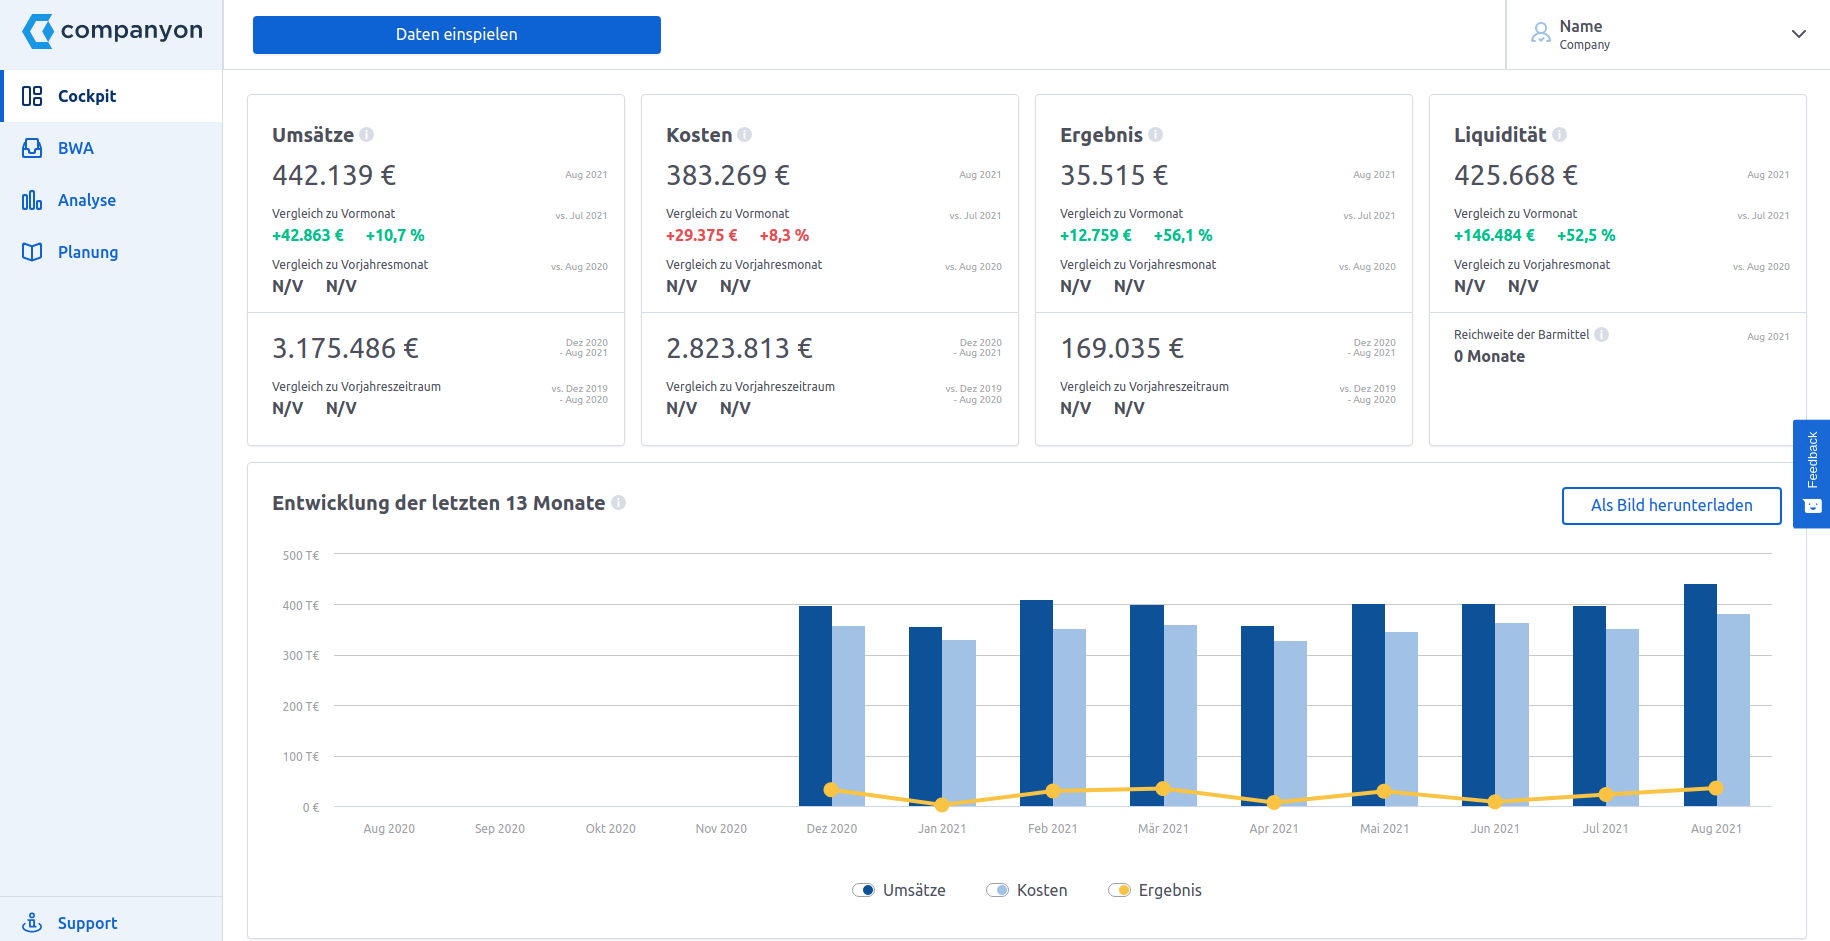 companyon
Daten einspielen
Name
Company
Cockpit
BWA
Analyse
Planung
Support
Umsätze
442.139 €
Aug 2021
Vergleich zu Vormonat
vs. Jul 2021
+42.863 € +10,7 %
Vergleich zu Vorjahresmonat
vs. Aug 2020
N/V N/V
3.175.486 €
Dez 2020
- Aug 2021
Vergleich zu Vorjahreszeitraum
vs. Dez 2019
- Aug 2020
N/V N/V
Kosten
383.269 €
Aug 2021
Vergleich zu Vormonat
vs. Jul 2021
+29.375 € +8,3 %
Vergleich zu Vorjahresmonat
vs. Aug 2020
N/V N/V
2.823.813 €
Dez 2020
- Aug 2021
Vergleich zu Vorjahreszeitraum
vs. Dez 2019
- Aug 2020
N/V N/V
Ergebnis
35.515 €
Aug 2021
Vergleich zu Vormonat
vs. Jul 2021
+12.759 € +56,1 %
Vergleich zu Vorjahresmonat
vs. Aug 2020
N/V N/V
169.035 €
Dez 2020
- Aug 2021
Vergleich zu Vorjahreszeitraum
vs. Dez 2019
- Aug 2020
N/V N/V
Liquidität
425.668 €
Aug 2021
Vergleich zu Vormonat
vs. Jul 2021
+146.484 € +52,5 %
Vergleich zu Vorjahresmonat
vs. Aug 2020
N/V N/V
Reichweite der Barmittel
Aug 2021
0 Monate
Feedback
Entwicklung der letzten 13 Monate
Als Bild herunterladen
500 T€
400 T€
300 T€
200 T€
100 T€
0 €
Aug 2020 Sep 2020 Okt 2020 Nov 2020 Dez 2020 Jan 2021 Feb 2021 Mär 2021 Apr 2021 Mai 2021 Jun 2021 Jul 2021 Aug 2021
Umsätze Kosten Ergebnis